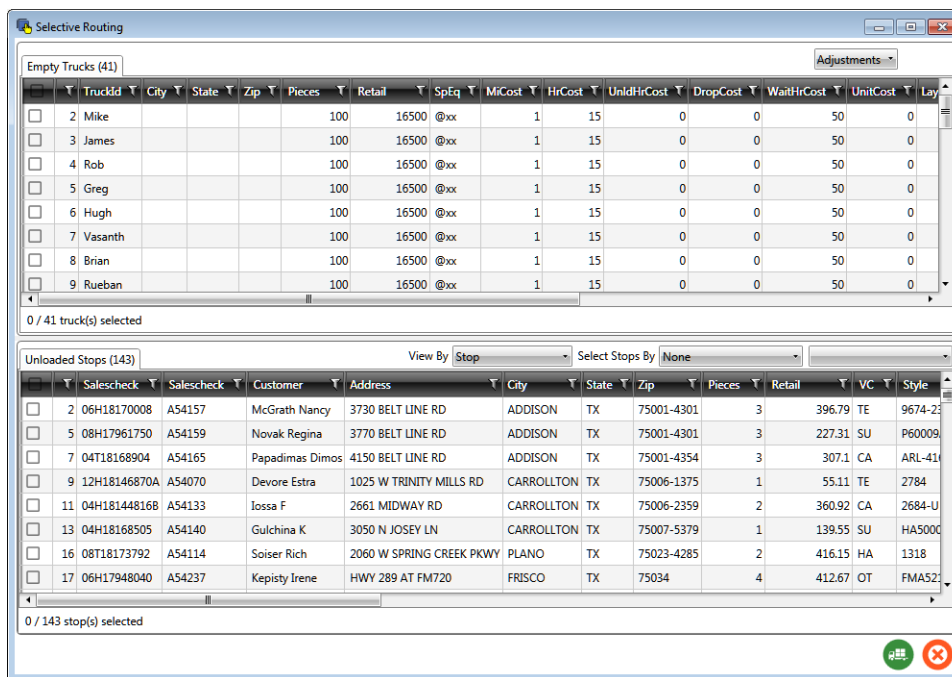 Selective Routing
Empty Trucks (41)
Adjustments
TruckId City State Zip Pieces Retail SpEq MiCost HrCost UnldHrCost DropCost WaitHrCost UnitCost Lay
2 Mike 100 16500 @xx 1 15 0 0 50 0
3 James 100 16500 @xx 1 15 0 0 50 0
4 Rob 100 16500 @xx 1 15 0 0 50 0
5 Greg 100 16500 @xx 1 15 0 0 50 0
6 Hugh 100 16500 @xx 1 15 0 0 50 0
7 Vasanth 100 16500 @xx 1 15 0 0 50 0
8 Brian 100 16500 @xx 1 15 0 0 50 0
9 Rueban 100 16500 @xx 1 15 0 0 50 0
0 / 41 truck(s) selected
Unloaded Stops (143)
View By Stop Select Stops By None
Salescheck Salescheck Customer Address City State Zip Pieces Retail VC Style
2 06H18170008 A54157 McGrath Nancy 3730 BELT LINE RD ADDISON TX 75001-4301 3 396.79 TE 9674-23
5 08H17961750 A54159 Novak Regina 3770 BELT LINE RD ADDISON TX 75001-4301 3 227.31 SU P60009
7 04T18168904 A54165 Papadimas Dimos 4150 BELT LINE RD ADDISON TX 75001-4354 3 307.1 CA ARL-41
9 12H18146870A A54070 Devore Estra 1025 W TRINITY MILLS RD CARROLLTON TX 75006-1375 1 55.11 TE 2784
11 04H18144816B A54133 Iossa F 2661 MIDWAY RD CARROLLTON TX 75006-2359 2 360.92 CA 2684-U
13 04H18168505 A54140 Gulchina K 3050 N JOSEY LN CARROLLTON TX 75007-5379 1 139.55 SU HA500
16 08T18173792 A54114 Soiser Rich 2060 W SPRING CREEK PKWY PLANO TX 75023-4285 2 416.15 HA 1318
17 06H17948040 A54237 Kepisty Irene HWY 289 AT FM720 FRISCO TX 75034 4 412.67 OT FMA52
0 / 143 stop(s) selected